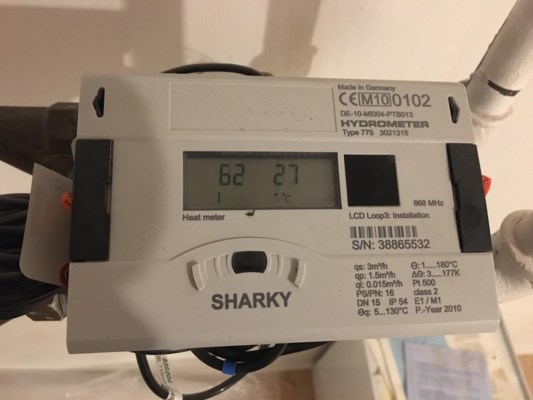 Made in Germany
CE M10 0102
DE-10-MI004-PTB013
HYDROMETER
Type 775 3021315
62 27
1 °C
Heat meter
868 MHz
LCD Loop3: Installation
S/N: 38865532
SHARKY
qs: 3m³/h Θ: 1.....180°C
qp: 1.5m³/h ΔΘ: 3.....177K
qi: 0.015m³/h Pt 500
PS/PN: 16 class 2
DN 15 IP 54 E1 / M1
Θq: 5...130°C P.-Year 2010